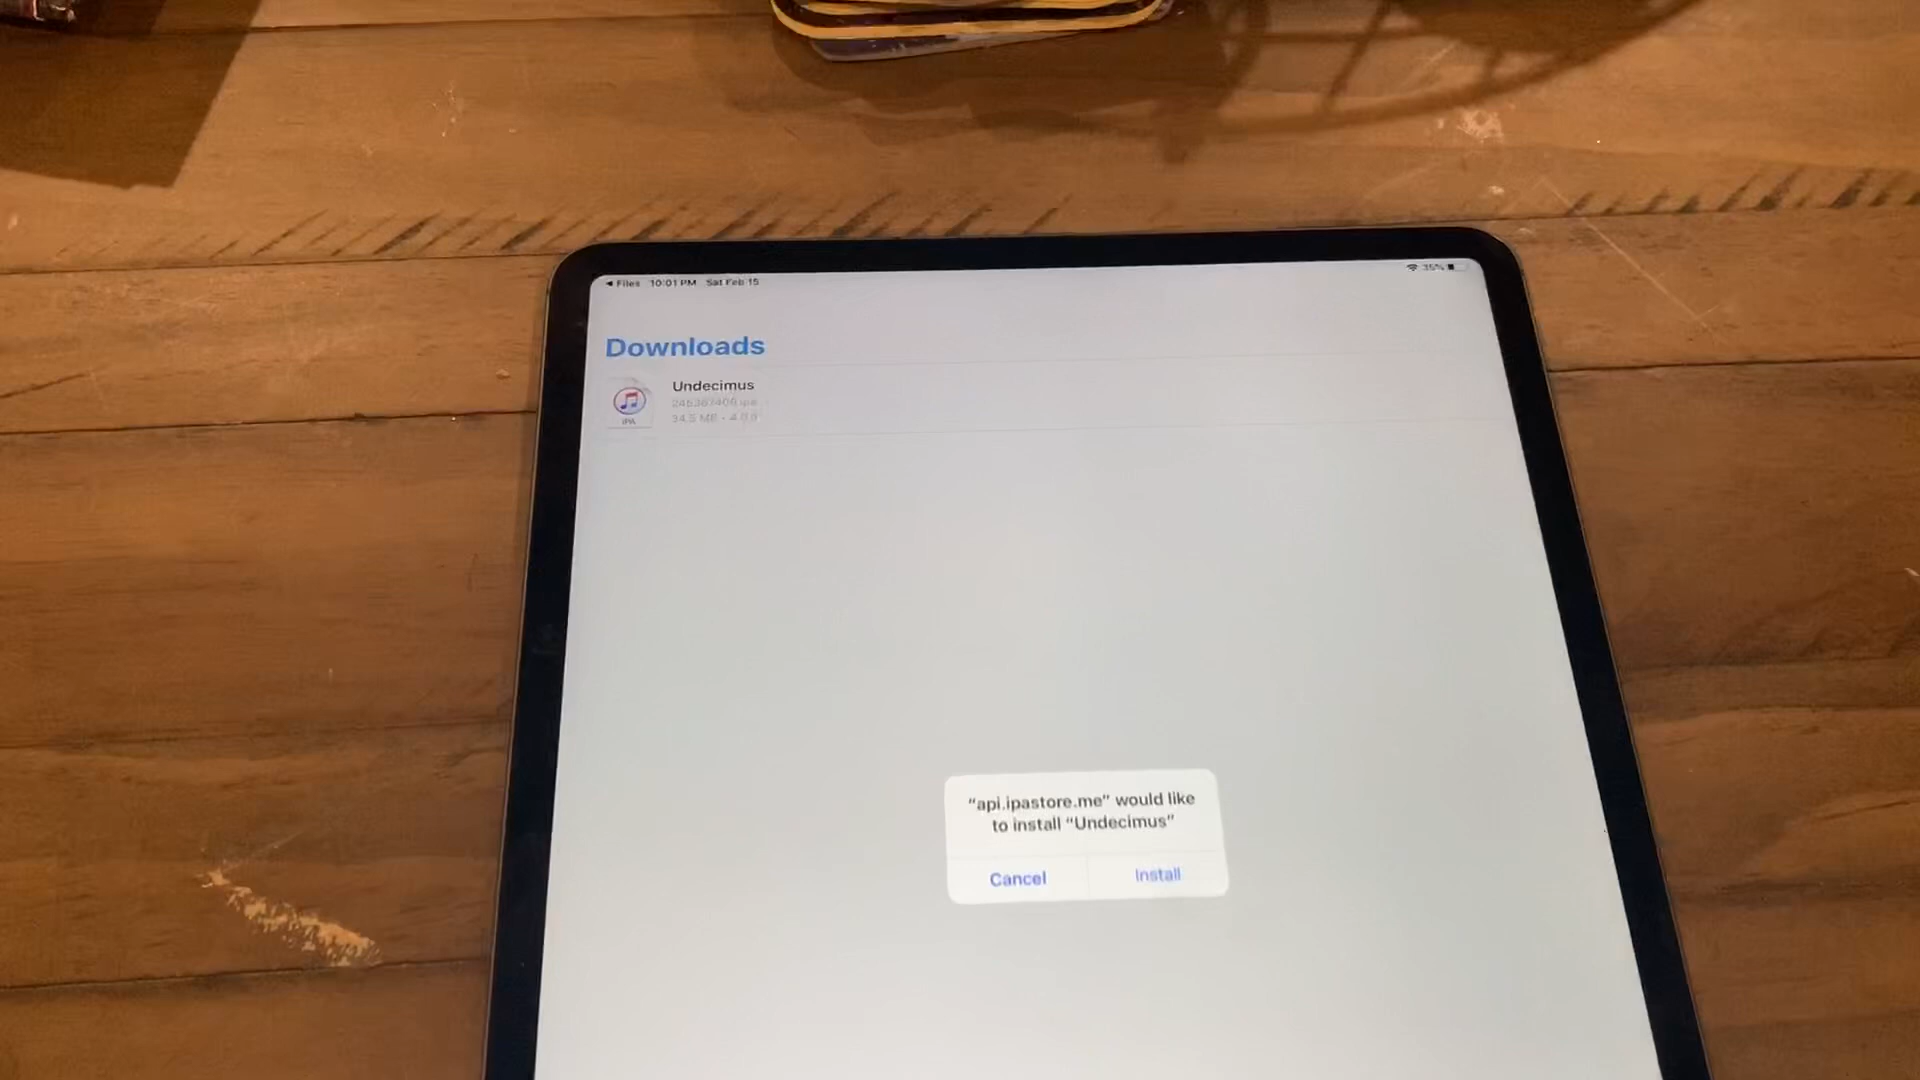 ◀ Files 10:01 PM Sat Feb 15
35%
Downloads
Undecimus
IPA
“api.ipastore.me” would like
to install “Undecimus”
Cancel
Install